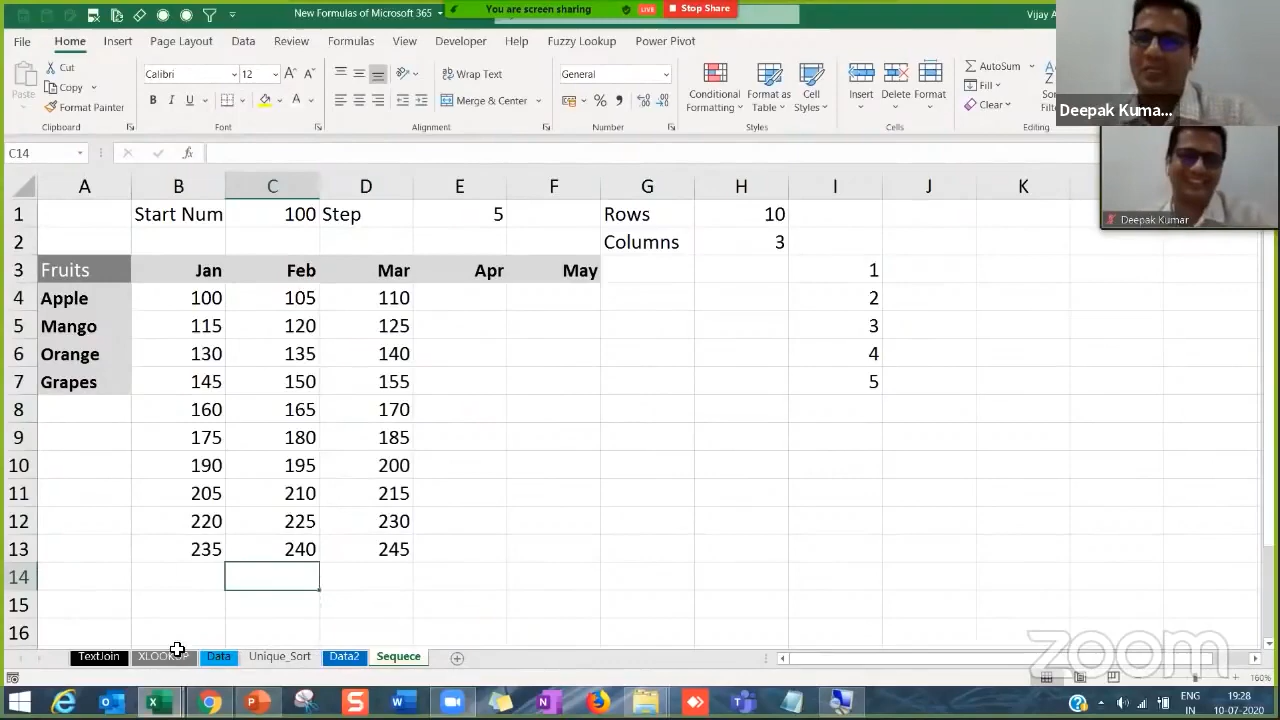 New Formulas of Microsoft 365
You are screen sharing
LIVE
Stop Share
Vijay A
File Home Insert Page Layout Data Review Formulas View Developer Help Fuzzy Lookup Power Pivot
Cut
Copy
Format Painter
Paste
Clipboard
Calibri 12
B I U
Font
Wrap Text
Merge & Center
Alignment
General
Number
Conditional Formatting
Format as Table
Cell Styles
Styles
Insert Delete Format
Cells
AutoSum
Fill
Clear
Editing
Deepak Kuma...
Deepak Kumar
C14 fx
A B C D E F G H I J K
1 Start Num 100 Step 5 Rows 10
2 Columns 3
3 Fruits Jan Feb Mar Apr May 1
4 Apple 100 105 110 2
5 Mango 115 120 125 3
6 Orange 130 135 140 4
7 Grapes 145 150 155 5
8 160 165 170
9 175 180 185
10 190 195 200
11 205 210 215
12 220 225 230
13 235 240 245
14
15
16
zoom
TextJoin XLOOKUP Data Unique_Sort Data2 Sequece
160%
ENG
IN
19:28
10-07-2020